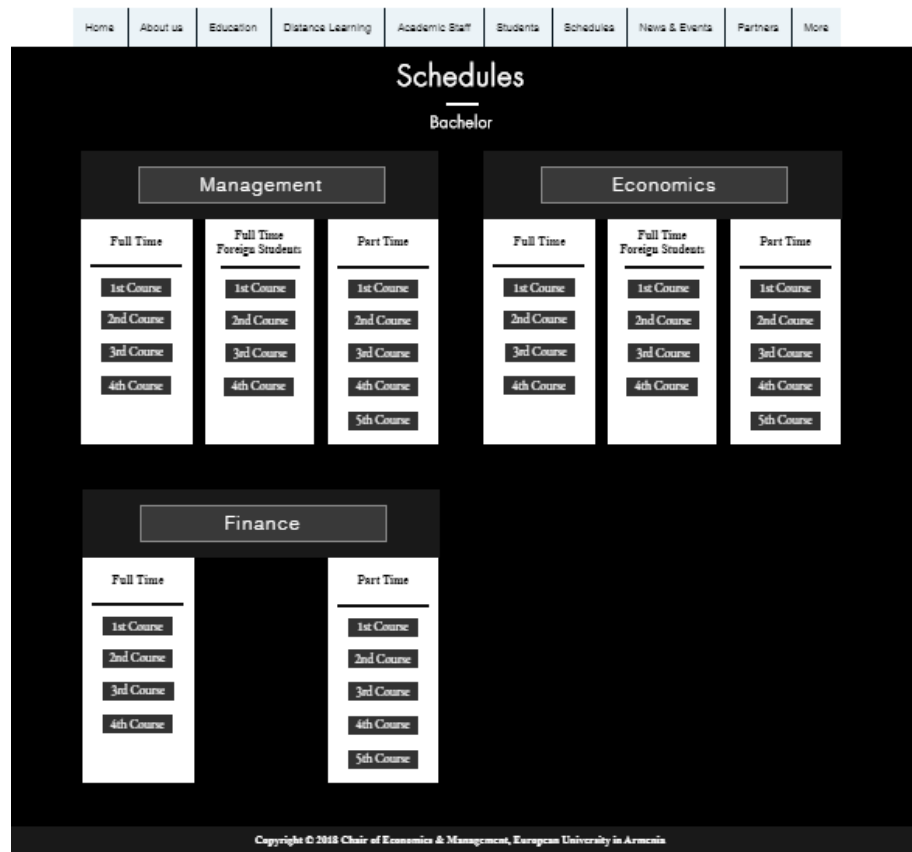 Home About us Education Distance Learning Academic Staff Students Schedules News & Events Partners More
Schedules
Bachelor
Management
Full Time
1st Course
2nd Course
3rd Course
4th Course
Full Time
Foreign Students
1st Course
2nd Course
3rd Course
4th Course
Part Time
1st Course
2nd Course
3rd Course
4th Course
5th Course
Economics
Full Time
1st Course
2nd Course
3rd Course
4th Course
Full Time
Foreign Students
1st Course
2nd Course
3rd Course
4th Course
Part Time
1st Course
2nd Course
3rd Course
4th Course
5th Course
Finance
Full Time
1st Course
2nd Course
3rd Course
4th Course
Part Time
1st Course
2nd Course
3rd Course
4th Course
5th Course
Copyright © 2018 Chair of Economics & Management, European University in Armenia